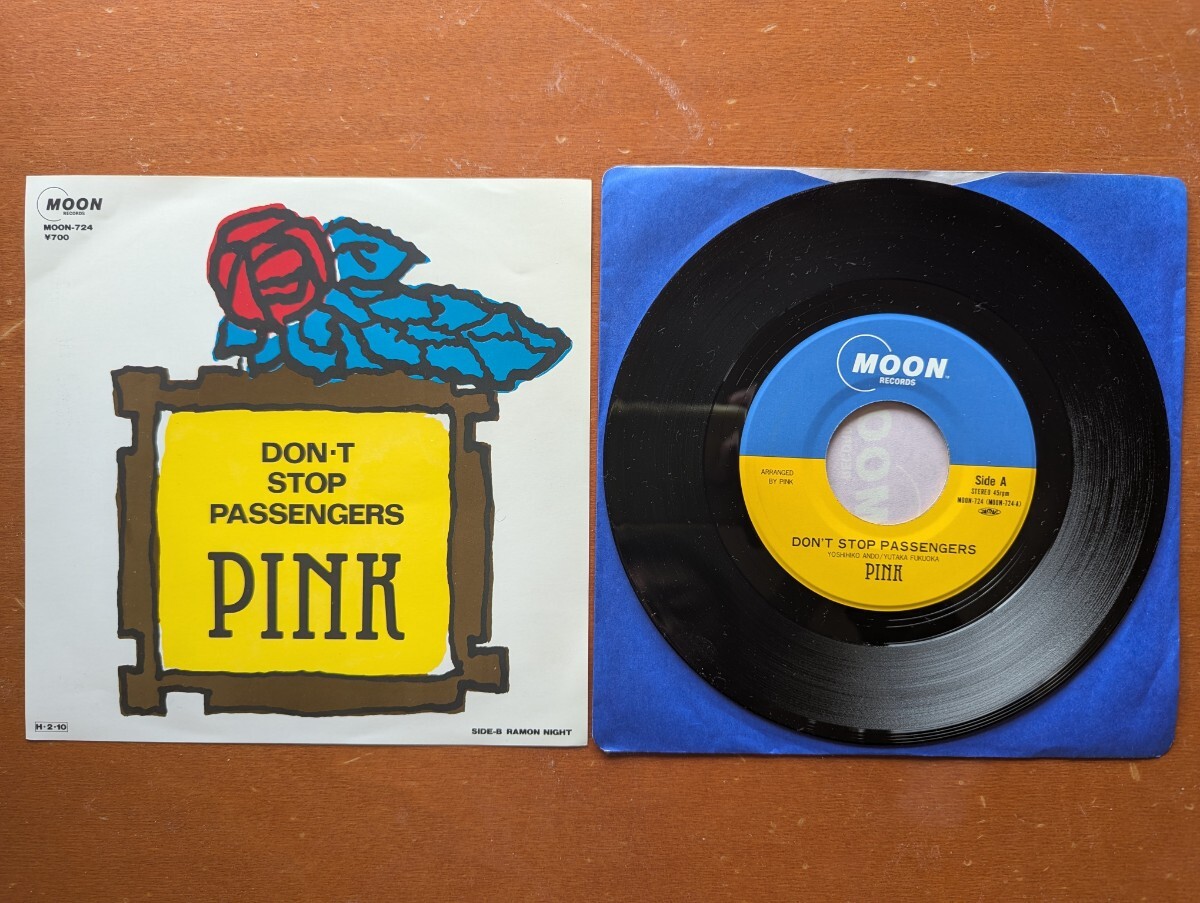 MOON
RECORDS
MOON-724
¥700
DON·T
STOP
PASSENGERS
PINK
H·2·10
SIDE-B RAMON NIGHT
MOON
RECORDS
ARRANGED
BY PINK
Side A
STEREO 45rpm
MOON-724 (MOON-724-A)
DON'T STOP PASSENGERS
YOSHIHIKO ANDO/YUTAKA FUKUOKA
PINK